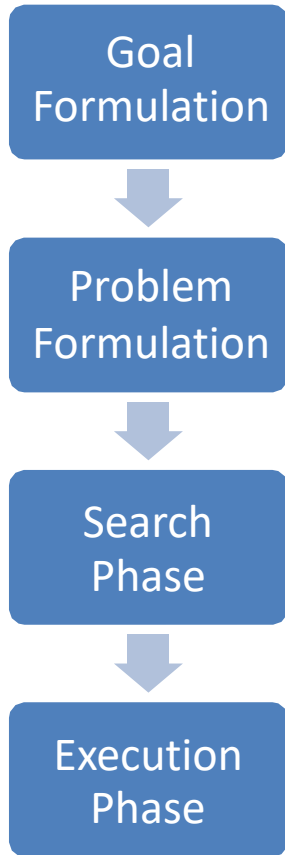 Goal
Formulation
Problem
Formulation
Search
Phase
Execution
Phase